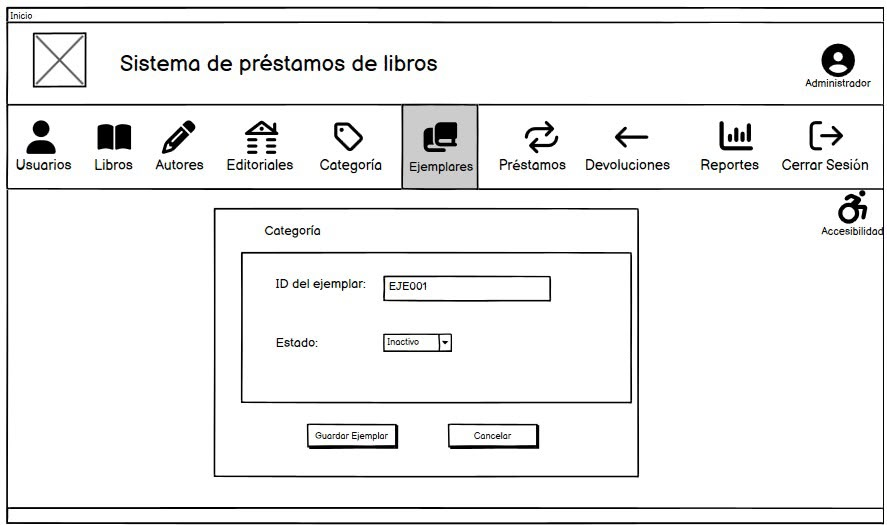 Inicio
Sistema de préstamos de libros
Administrador
Usuarios Libros Autores Editoriales Categoría Ejemplares Préstamos Devoluciones Reportes Cerrar Sesión
Accesibilidad
Categoría
ID del ejemplar: EJE001
Estado: Inactivo
Guardar Ejemplar Cancelar